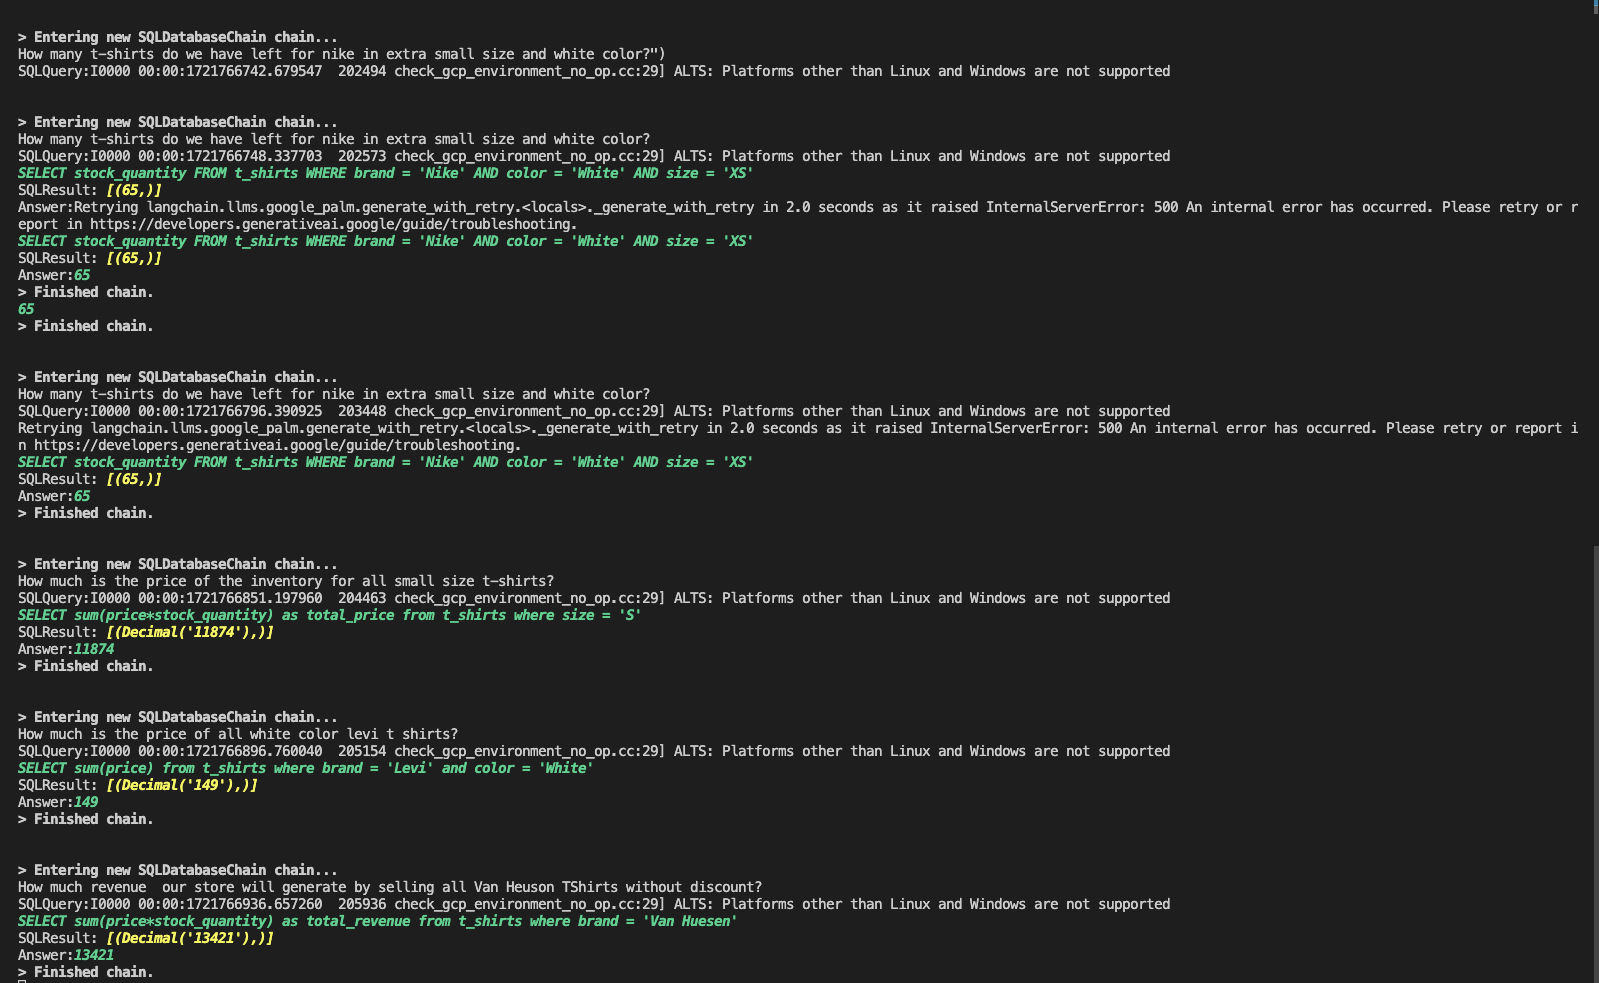 > Entering new SQLDatabaseChain chain...
How many t-shirts do we have left for nike in extra small size and white color?")
SQLQuery:I0000 00:00:1721766742.679547  202494 check_gcp_environment_no_op.cc:29] ALTS: Platforms other than Linux and Windows are not supported
> Entering new SQLDatabaseChain chain...
How many t-shirts do we have left for nike in extra small size and white color?
SQLQuery:I0000 00:00:1721766748.337703  202573 check_gcp_environment_no_op.cc:29] ALTS: Platforms other than Linux and Windows are not supported
SELECT stock_quantity FROM t_shirts WHERE brand = 'Nike' AND color = 'White' AND size = 'XS'
SQLResult: [(65,)]
Answer:Retrying langchain.llms.google_palm.generate_with_retry.<locals>._generate_with_retry in 2.0 seconds as it raised InternalServerError: 500 An internal error has occurred. Please retry or r
eport in https://developers.generativeai.google/guide/troubleshooting.
SELECT stock_quantity FROM t_shirts WHERE brand = 'Nike' AND color = 'White' AND size = 'XS'
SQLResult: [(65,)]
Answer:65
> Finished chain.
65
> Finished chain.
> Entering new SQLDatabaseChain chain...
How many t-shirts do we have left for nike in extra small size and white color?
SQLQuery:I0000 00:00:1721766796.390925  203448 check_gcp_environment_no_op.cc:29] ALTS: Platforms other than Linux and Windows are not supported
Retrying langchain.llms.google_palm.generate_with_retry.<locals>._generate_with_retry in 2.0 seconds as it raised InternalServerError: 500 An internal error has occurred. Please retry or report i
n https://developers.generativeai.google/guide/troubleshooting.
SELECT stock_quantity FROM t_shirts WHERE brand = 'Nike' AND color = 'White' AND size = 'XS'
SQLResult: [(65,)]
Answer:65
> Finished chain.
> Entering new SQLDatabaseChain chain...
How much is the price of the inventory for all small size t-shirts?
SQLQuery:I0000 00:00:1721766851.197960  204463 check_gcp_environment_no_op.cc:29] ALTS: Platforms other than Linux and Windows are not supported
SELECT sum(price*stock_quantity) as total_price from t_shirts where size = 'S'
SQLResult: [(Decimal('11874'),)]
Answer:11874
> Finished chain.
> Entering new SQLDatabaseChain chain...
How much is the price of all white color levi t shirts?
SQLQuery:I0000 00:00:1721766896.760040  205154 check_gcp_environment_no_op.cc:29] ALTS: Platforms other than Linux and Windows are not supported
SELECT sum(price) from t_shirts where brand = 'Levi' and color = 'White'
SQLResult: [(Decimal('149'),)]
Answer:149
> Finished chain.
> Entering new SQLDatabaseChain chain...
How much revenue  our store will generate by selling all Van Heuson TShirts without discount?
SQLQuery:I0000 00:00:1721766936.657260  205936 check_gcp_environment_no_op.cc:29] ALTS: Platforms other than Linux and Windows are not supported
SELECT sum(price*stock_quantity) as total_revenue from t_shirts where brand = 'Van Huesen'
SQLResult: [(Decimal('13421'),)]
Answer:13421
> Finished chain.